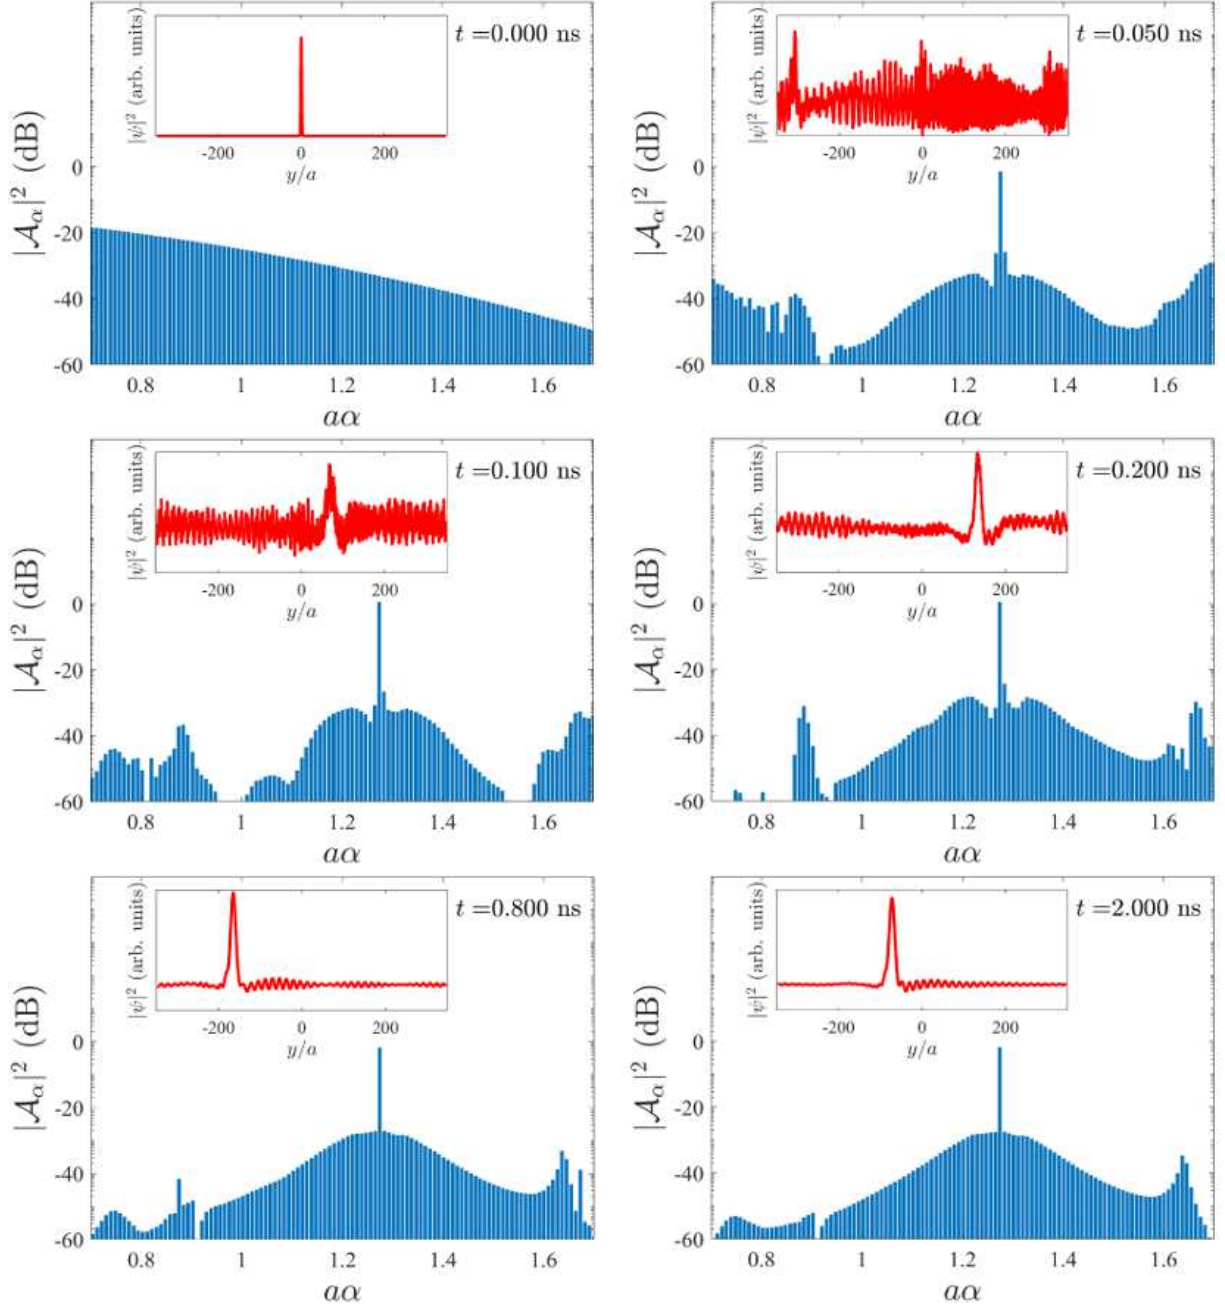 t =0.000 ns
|ψ|² (arb. units)
-200 0 200
y/a
|𝒜α|² (dB)
0
-20
-40
-60
0.8 1 1.2 1.4 1.6
aα
t =0.050 ns
|ψ|² (arb. units)
-200 0 200
y/a
|𝒜α|² (dB)
0
-20
-40
-60
0.8 1 1.2 1.4 1.6
aα
t =0.100 ns
|ψ|² (arb. units)
-200 0 200
y/a
|𝒜α|² (dB)
0
-20
-40
-60
0.8 1 1.2 1.4 1.6
aα
t =0.200 ns
|ψ|² (arb. units)
-200 0 200
y/a
|𝒜α|² (dB)
0
-20
-40
-60
0.8 1 1.2 1.4 1.6
aα
t =0.800 ns
|ψ|² (arb. units)
-200 0 200
y/a
|𝒜α|² (dB)
0
-20
-40
-60
0.8 1 1.2 1.4 1.6
aα
t =2.000 ns
|ψ|² (arb. units)
-200 0 200
y/a
|𝒜α|² (dB)
0
-20
-40
-60
0.8 1 1.2 1.4 1.6
aα